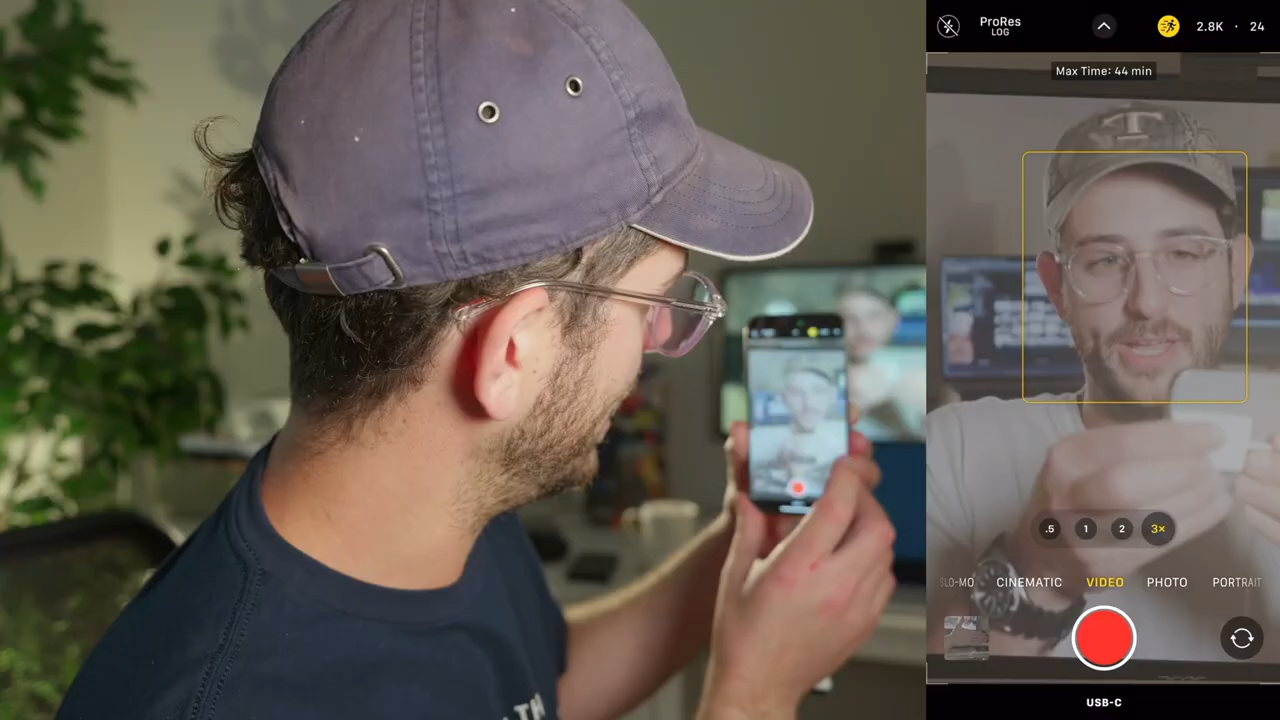 ProRes
LOG
2.8K · 24
Max Time: 44 min
T
.5 1 2 3×
SLO-MO CINEMATIC VIDEO PHOTO PORTRAIT
USB-C